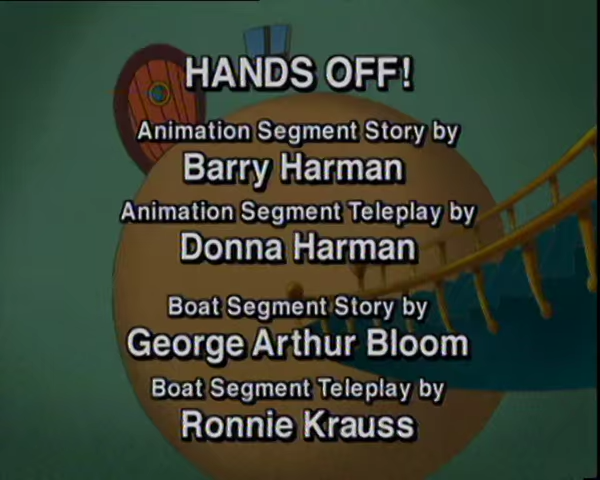 HANDS OFF!
Animation Segment Story by
Barry Harman
Animation Segment Teleplay by
Donna Harman
Boat Segment Story by
George Arthur Bloom
Boat Segment Teleplay by
Ronnie Krauss